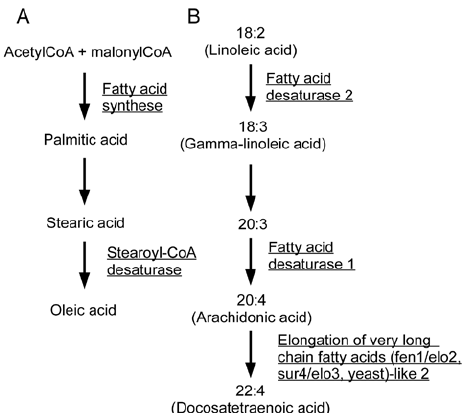 A
AcetylCoA + malonylCoA
Fatty acid
synthese
Palmitic acid
Stearic acid
Stearoyl-CoA
desaturase
Oleic acid
B
18:2
(Linoleic acid)
Fatty acid
desaturase 2
18:3
(Gamma-linoleic acid)
20:3
Fatty acid
desaturase 1
20:4
(Arachidonic acid)
Elongation of very long
chain fatty acids (fen1/elo2,
sur4/elo3, yeast)-like 2
22:4
(Docosatetraenoic acid)